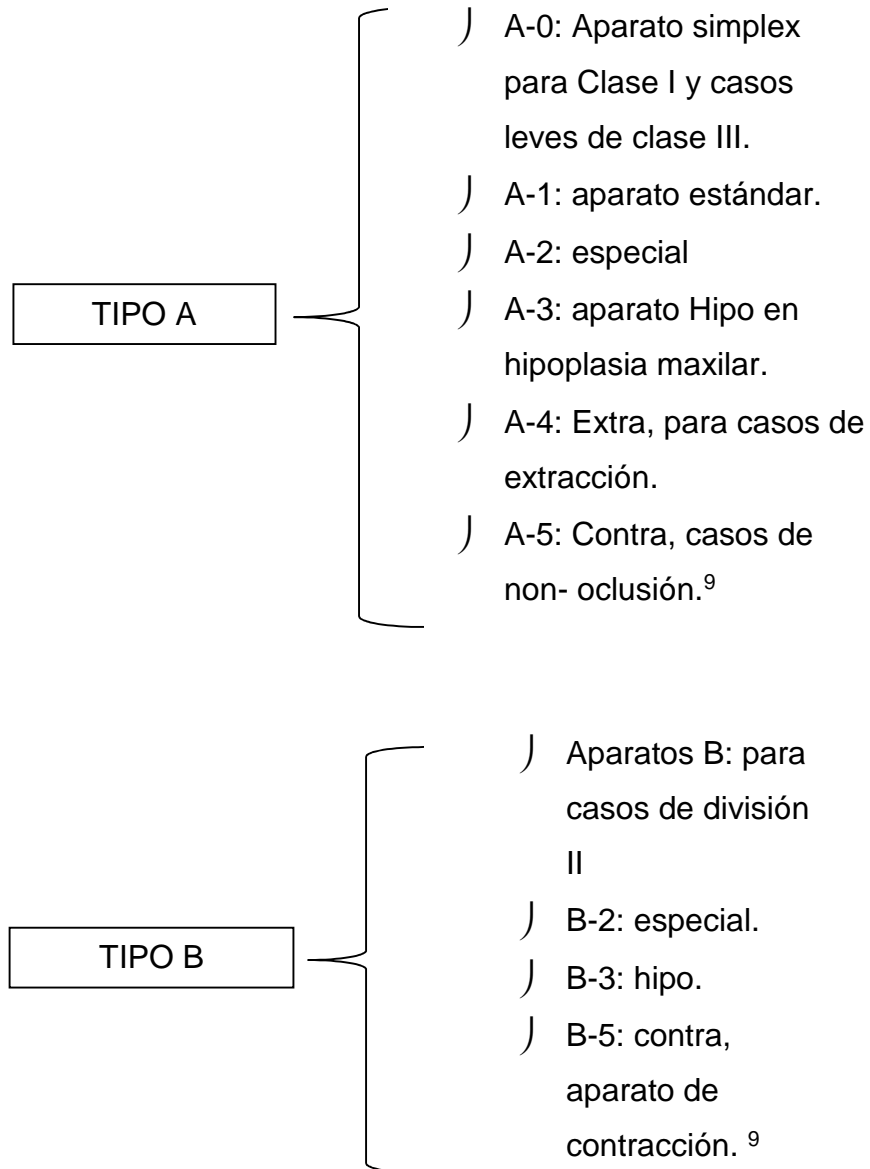 A-0: Aparato simplex
para Clase I y casos
leves de clase III.
A-1: aparato estándar.
A-2: especial
TIPO A
A-3: aparato Hipo en
hipoplasia maxilar.
A-4: Extra, para casos de
extracción.
A-5: Contra, casos de
non- oclusión.⁹
Aparatos B: para
casos de división
II
TIPO B
B-2: especial.
B-3: hipo.
B-5: contra,
aparato de
contracción. ⁹